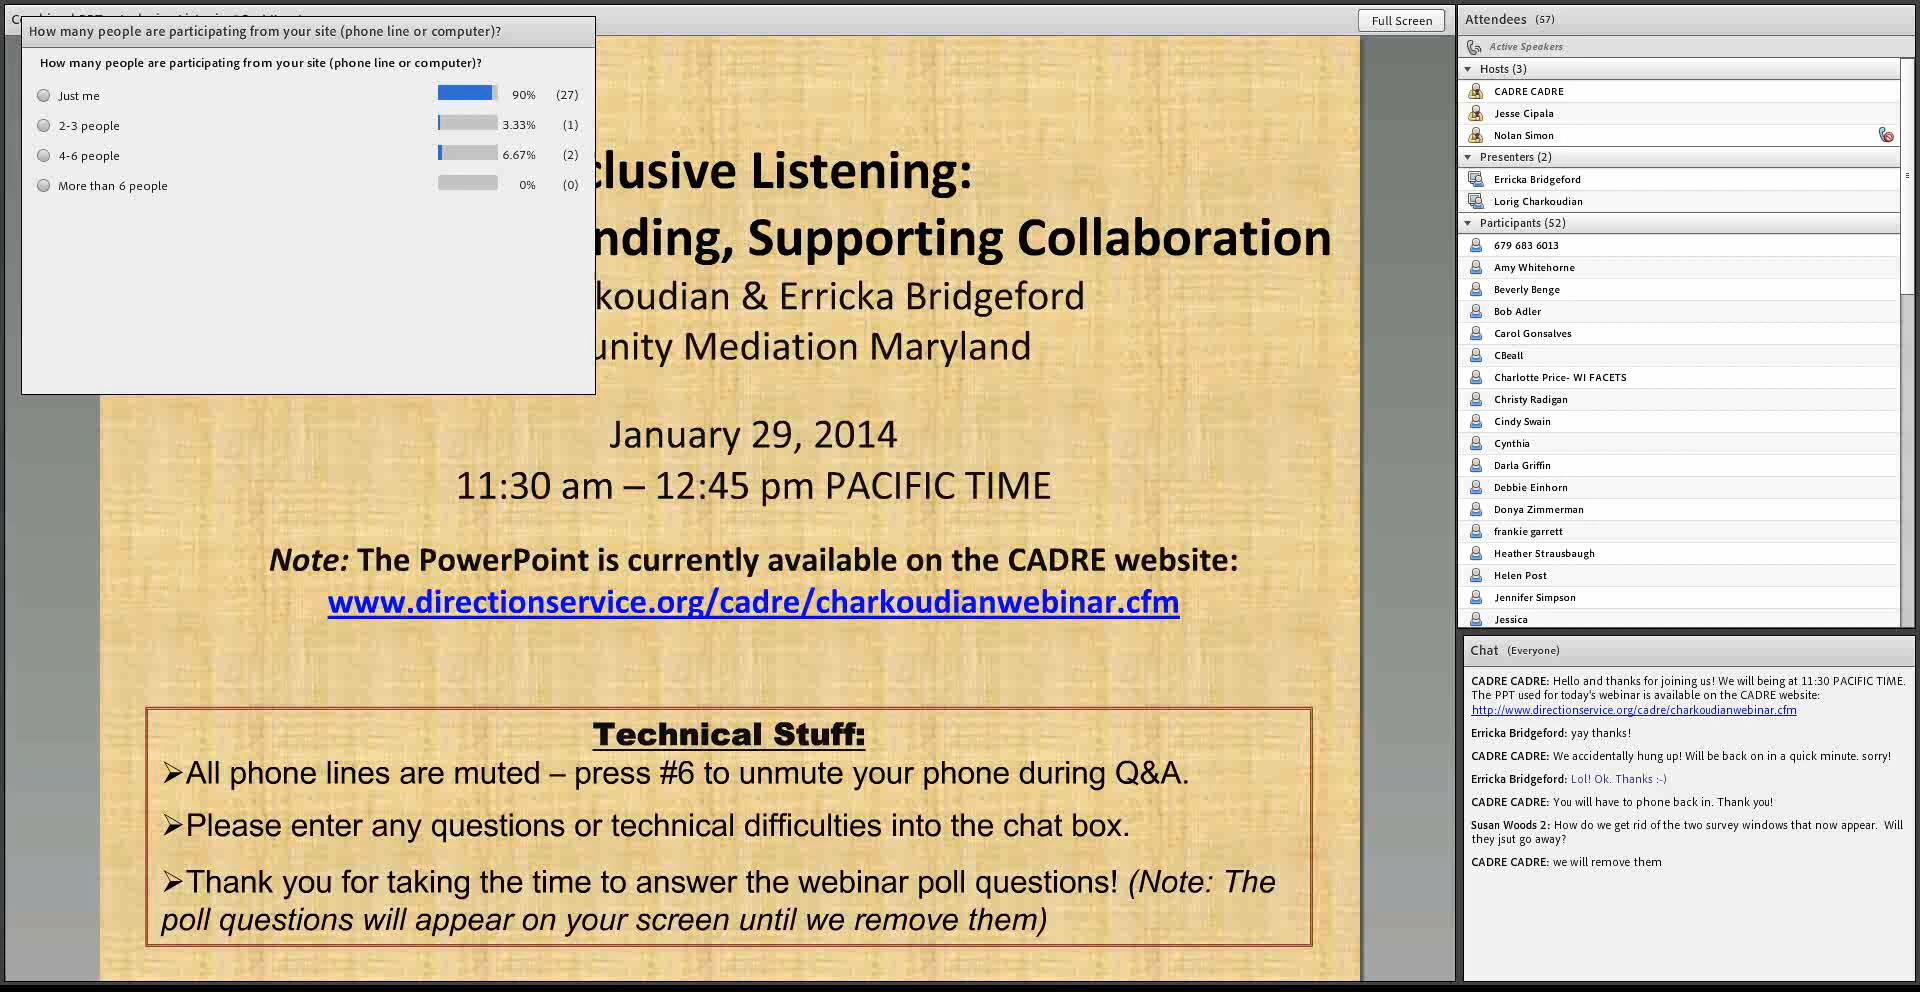 How many people are participating from your site (phone line or computer)?
How many people are participating from your site (phone line or computer)?
Just me 90% (27)
2-3 people 3.33% (1)
4-6 people 6.67% (2)
More than 6 people 0% (0)
Full Screen
clusive Listening:
nding, Supporting Collaboration
koudian & Erricka Bridgeford
unity Mediation Maryland
January 29, 2014
11:30 am – 12:45 pm PACIFIC TIME
Note: The PowerPoint is currently available on the CADRE website:
www.directionservice.org/cadre/charkoudianwebinar.cfm
Technical Stuff:
➢All phone lines are muted – press #6 to unmute your phone during Q&A.
➢Please enter any questions or technical difficulties into the chat box.
➢Thank you for taking the time to answer the webinar poll questions! (Note: The
poll questions will appear on your screen until we remove them)
Attendees (57)
Active Speakers
Hosts (3)
CADRE CADRE
Jesse Cipala
Nolan Simon
Presenters (2)
Erricka Bridgeford
Lorig Charkoudian
Participants (52)
679 683 6013
Amy Whitehorne
Beverly Benge
Bob Adler
Carol Gonsalves
CBeall
Charlotte Price- WI FACETS
Christy Radigan
Cindy Swain
Cynthia
Darla Griffin
Debbie Einhorn
Donya Zimmerman
frankie garrett
Heather Strausbaugh
Helen Post
Jennifer Simpson
Jessica
Chat (Everyone)
CADRE CADRE: Hello and thanks for joining us! We will being at 11:30 PACIFIC TIME.
The PPT used for today's webinar is available on the CADRE website:
http://www.directionservice.org/cadre/charkoudianwebinar.cfm
Erricka Bridgeford: yay thanks!
CADRE CADRE: We accidentally hung up! Will be back on in a quick minute. sorry!
Erricka Bridgeford: Lol! Ok. Thanks :-)
CADRE CADRE: You will have to phone back in. Thank you!
Susan Woods 2: How do we get rid of the two survey windows that now appear. Will
they jsut go away?
CADRE CADRE: we will remove them